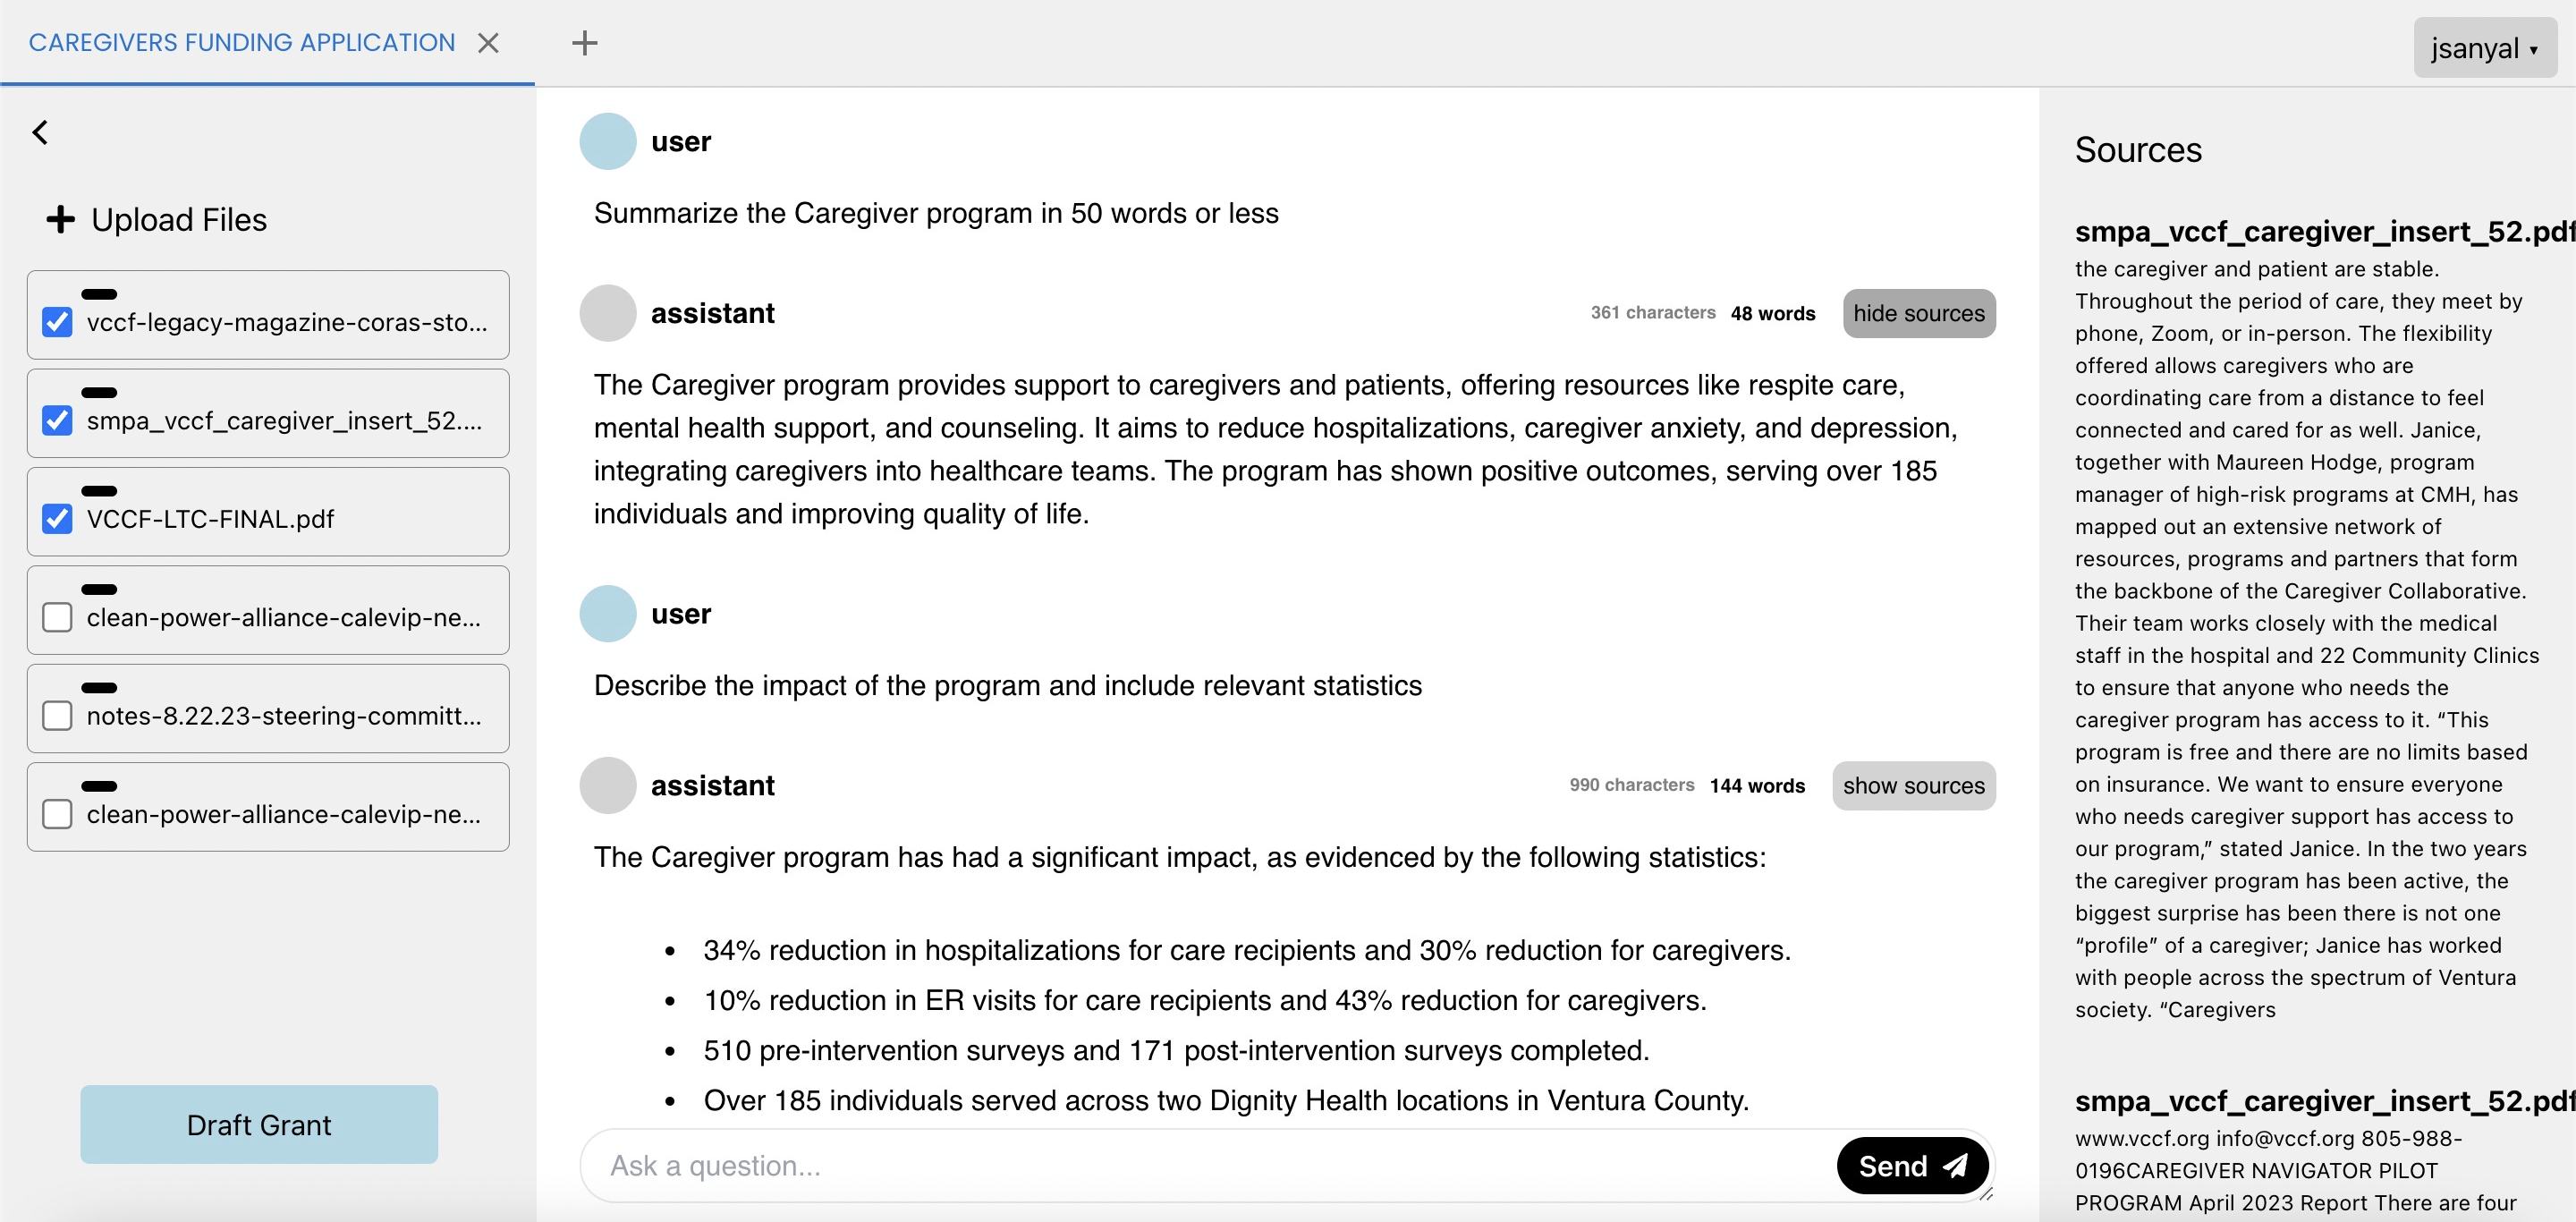 CAREGIVERS FUNDING APPLICATION
jsanyal
Upload Files
vccf-legacy-magazine-coras-sto...
smpa_vccf_caregiver_insert_52....
VCCF-LTC-FINAL.pdf
clean-power-alliance-calevip-ne...
notes-8.22.23-steering-committ...
clean-power-alliance-calevip-ne...
Draft Grant
user
Summarize the Caregiver program in 50 words or less
assistant
361 characters 48 words
hide sources
The Caregiver program provides support to caregivers and patients, offering resources like respite care,
mental health support, and counseling. It aims to reduce hospitalizations, caregiver anxiety, and depression,
integrating caregivers into healthcare teams. The program has shown positive outcomes, serving over 185
individuals and improving quality of life.
user
Describe the impact of the program and include relevant statistics
assistant
990 characters 144 words
show sources
The Caregiver program has had a significant impact, as evidenced by the following statistics:
• 34% reduction in hospitalizations for care recipients and 30% reduction for caregivers.
• 10% reduction in ER visits for care recipients and 43% reduction for caregivers.
• 510 pre-intervention surveys and 171 post-intervention surveys completed.
• Over 185 individuals served across two Dignity Health locations in Ventura County.
Ask a question...
Send
Sources
smpa_vccf_caregiver_insert_52.pdf
the caregiver and patient are stable.
Throughout the period of care, they meet by
phone, Zoom, or in-person. The flexibility
offered allows caregivers who are
coordinating care from a distance to feel
connected and cared for as well. Janice,
together with Maureen Hodge, program
manager of high-risk programs at CMH, has
mapped out an extensive network of
resources, programs and partners that form
the backbone of the Caregiver Collaborative.
Their team works closely with the medical
staff in the hospital and 22 Community Clinics
to ensure that anyone who needs the
caregiver program has access to it. “This
program is free and there are no limits based
on insurance. We want to ensure everyone
who needs caregiver support has access to
our program,” stated Janice. In the two years
the caregiver program has been active, the
biggest surprise has been there is not one
“profile” of a caregiver; Janice has worked
with people across the spectrum of Ventura
society. “Caregivers
smpa_vccf_caregiver_insert_52.pdf
www.vccf.org info@vccf.org 805-988-
0196CAREGIVER NAVIGATOR PILOT
PROGRAM April 2023 Report There are four